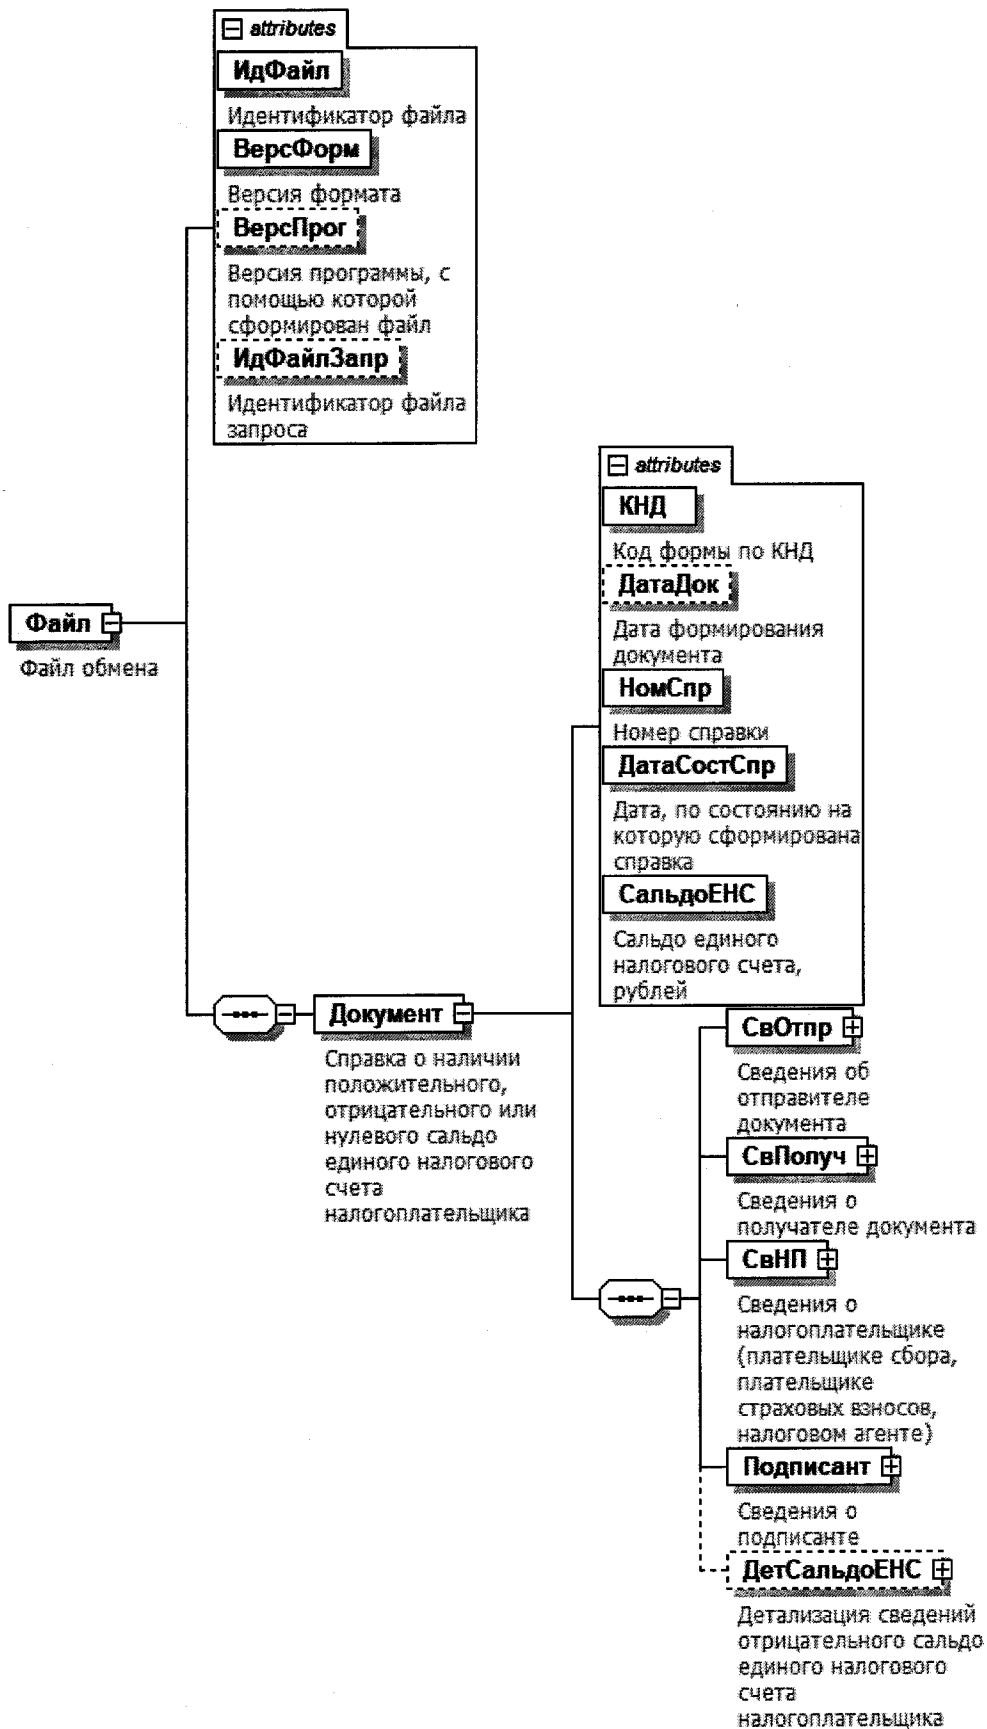 attributes
ИдФайл
Идентификатор файла
ВерсФорм
Версия формата
ВерсПрог
Версия программы, с
помощью которой
сформирован файл
ИдФайлЗапр
Идентификатор файла
запроса
Файл
Файл обмена
attributes
КНД
Код формы по КНД
ДатаДок
Дата формирования
документа
НомСпр
Номер справки
ДатаСостСпр
Дата, по состоянию на
которую сформирована
справка
СальдоЕНС
Сальдо единого
налогового счета,
рублей
Документ
Справка о наличии
положительного,
отрицательного или
нулевого сальдо
единого налогового
счета
налогоплательщика
СвОтпр
Сведения об
отправителе
документа
СвПолуч
Сведения о
получателе документа
СвНП
Сведения о
налогоплательщике
(плательщике сбора,
плательщике
страховых взносов,
налоговом агенте)
Подписант
Сведения о
подписанте
ДетСальдоЕНС
Детализация сведений
отрицательного сальдо
единого налогового
счета
налогоплательщика